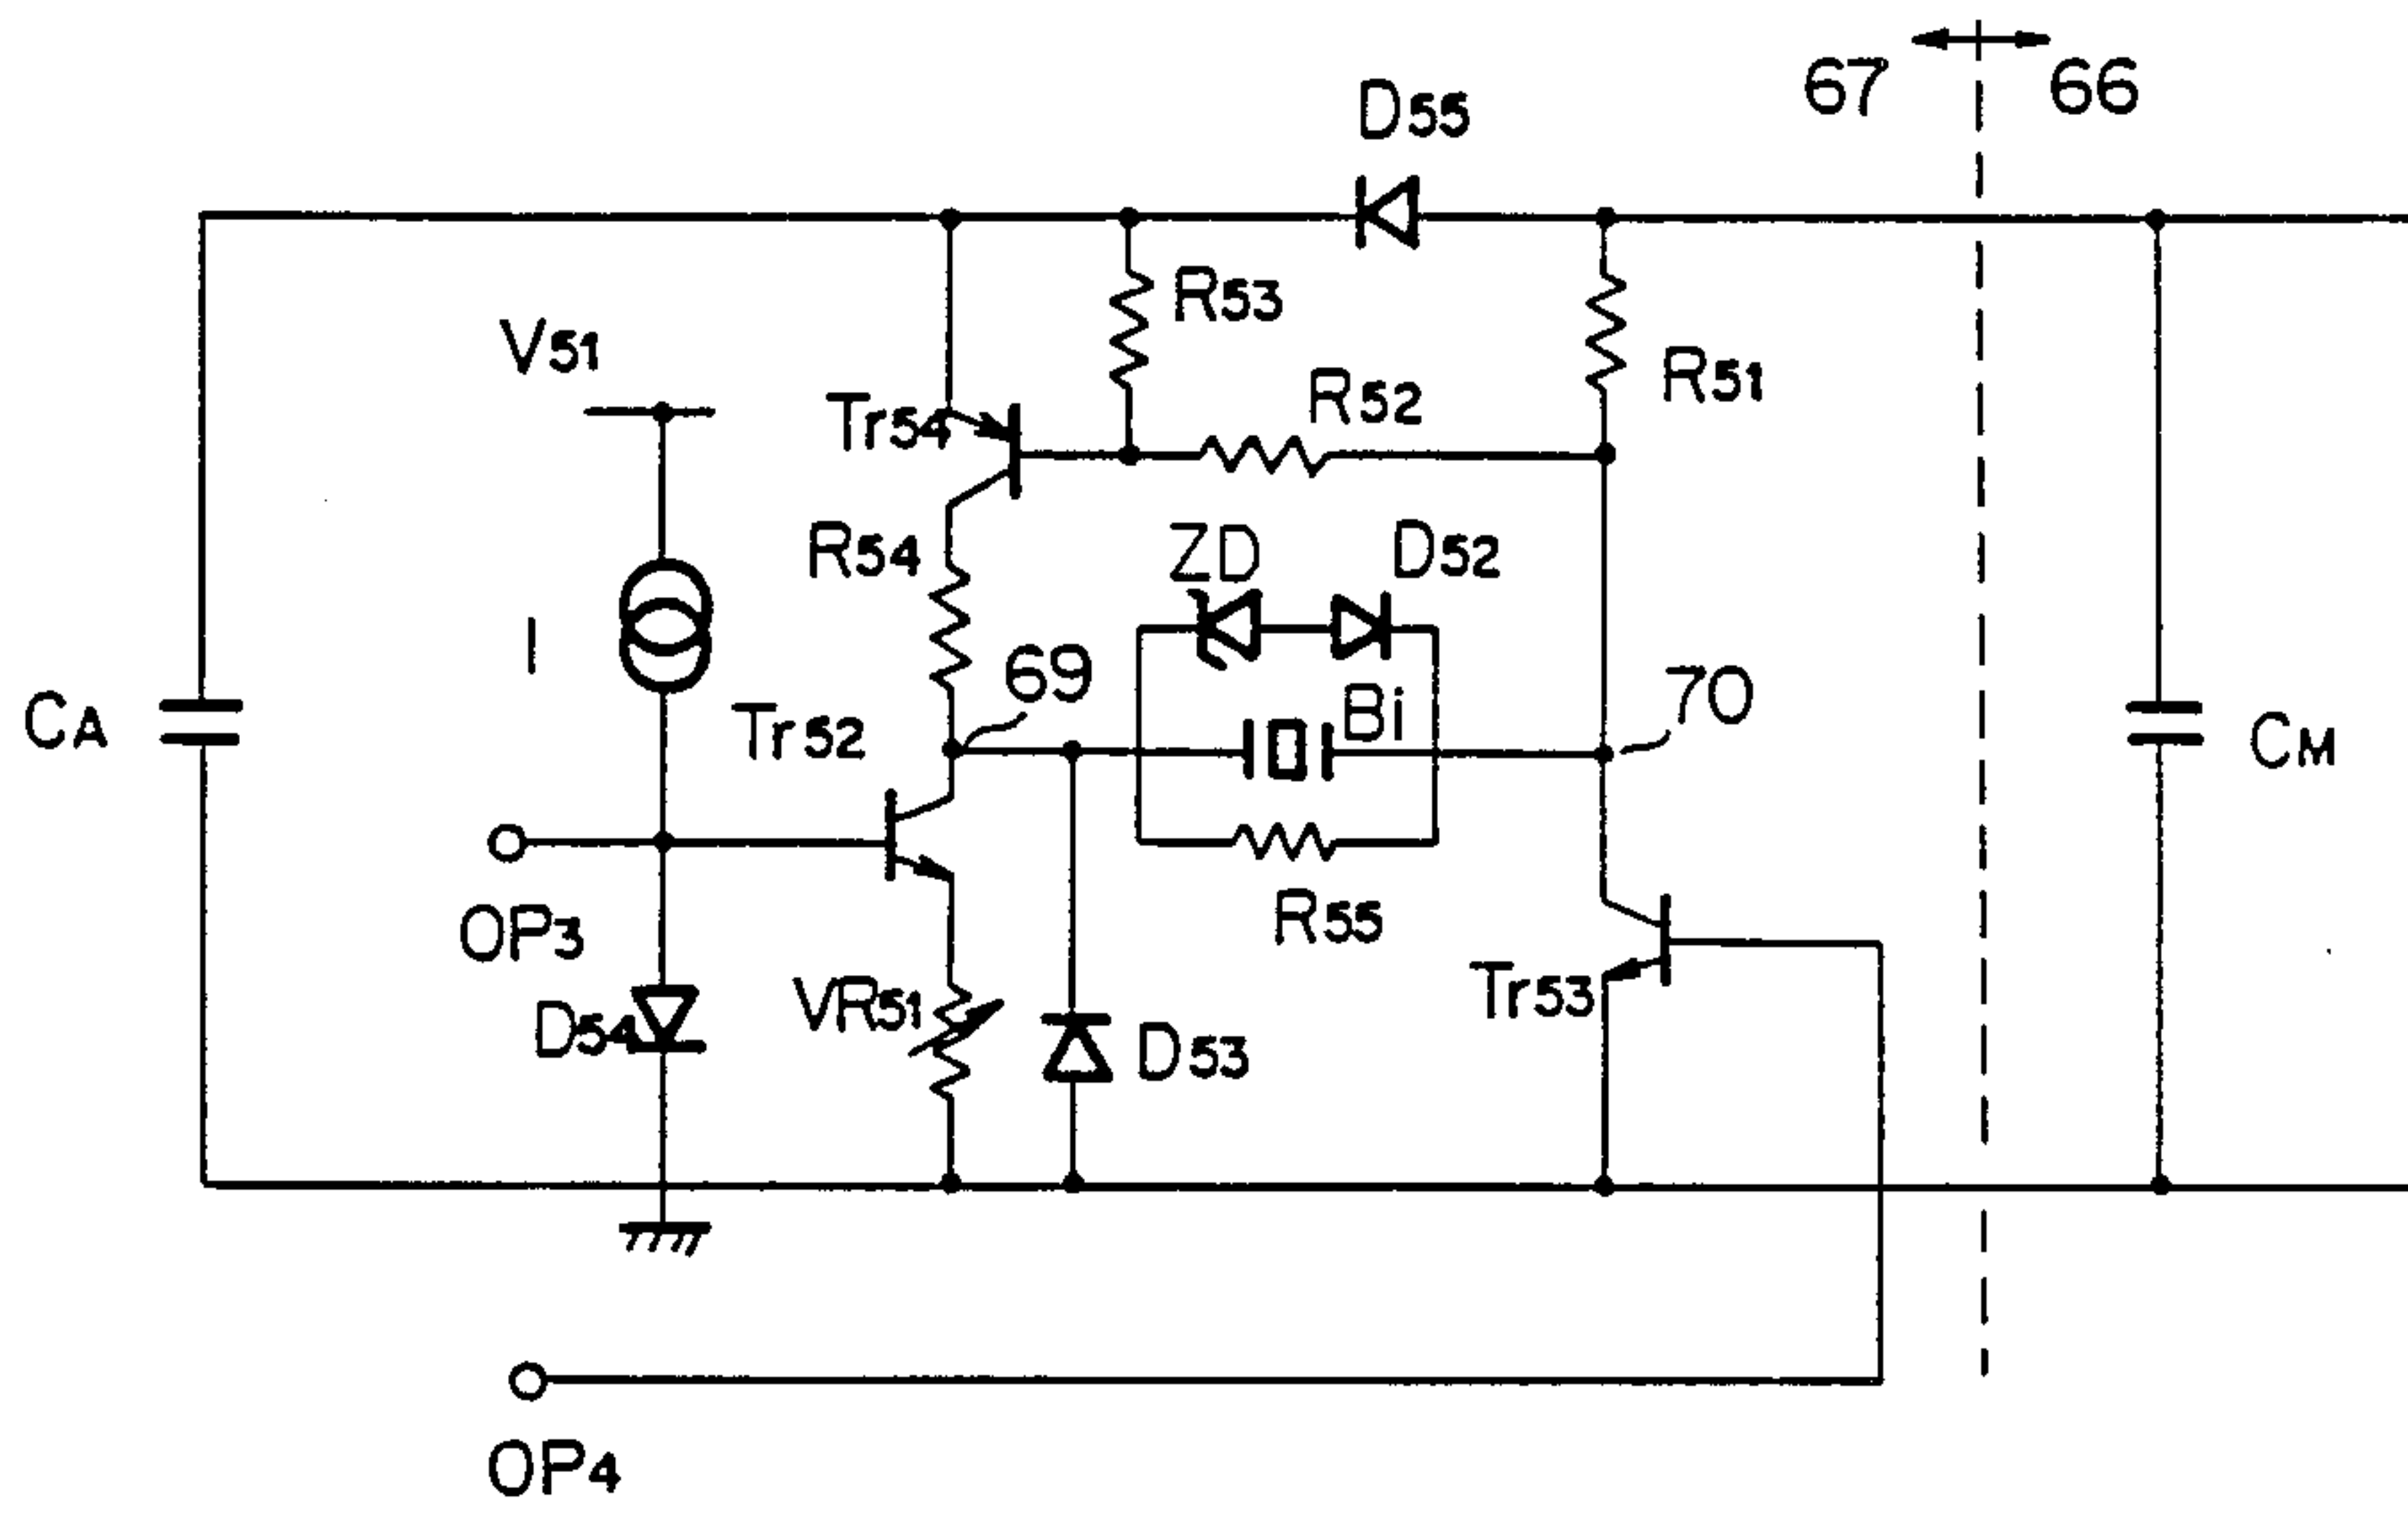 67 66
D55
R53
V51
R51
R52
Tr54
R54
ZD D52
I
69
70
Bi
CA
Tr52
CM
OP3
R55
VR51
Tr53
D54
D53
OP4